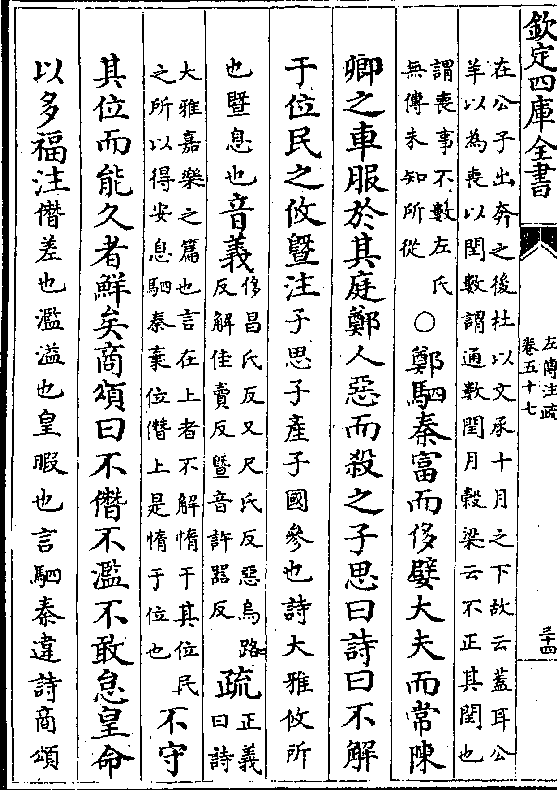 欽定四庫全書
左傳注疏
卷五十七
三十四
在公子出奔之後杜以文承十月之下故云蓋耳公
羊以為喪以閏數謂通數閏月穀梁云不正其閏也
謂喪事不數左氏
無傳未知所從
○鄭駟秦富而侈嬖大夫而常陳
卿之車服於其庭鄭人惡而殺之子思曰詩曰不解
于位民之攸塈注子思子產子國參也詩大雅攸所
也塈息也音義
侈昌氏反又尺氏反惡烏路
反解佳賣反塈音許器反
疏
正義
曰詩
大雅嘉樂之篇也言在上者不解惰于其位民
之所以得安息駟秦棄位僭上是惰于位也
不守
其位而能久者鮮矣商頌曰不僭不濫不敢怠皇命
以多福注僭差也濫溢也皇暇也言駟秦違詩商頌